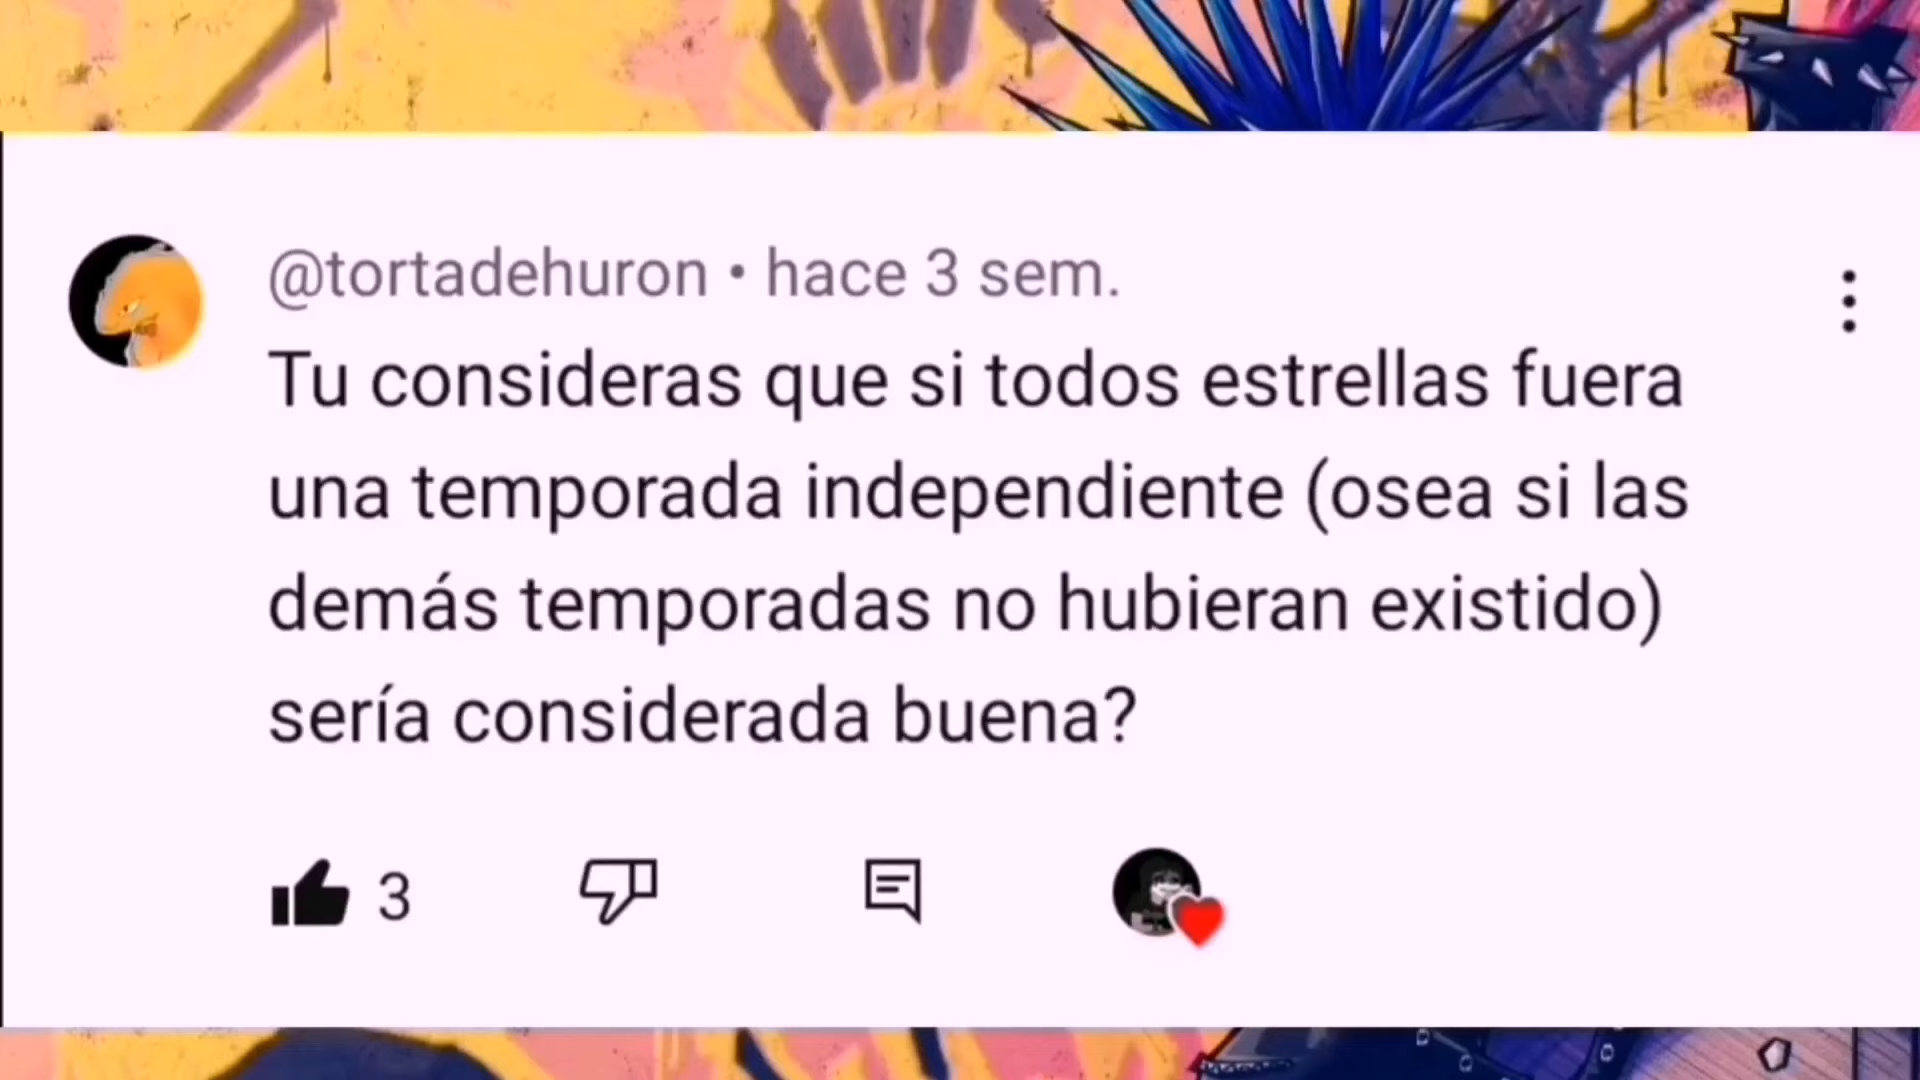 @tortadehuron • hace 3 sem.
Tu consideras que si todos estrellas fuera
una temporada independiente (osea si las
demás temporadas no hubieran existido)
sería considerada buena?
3